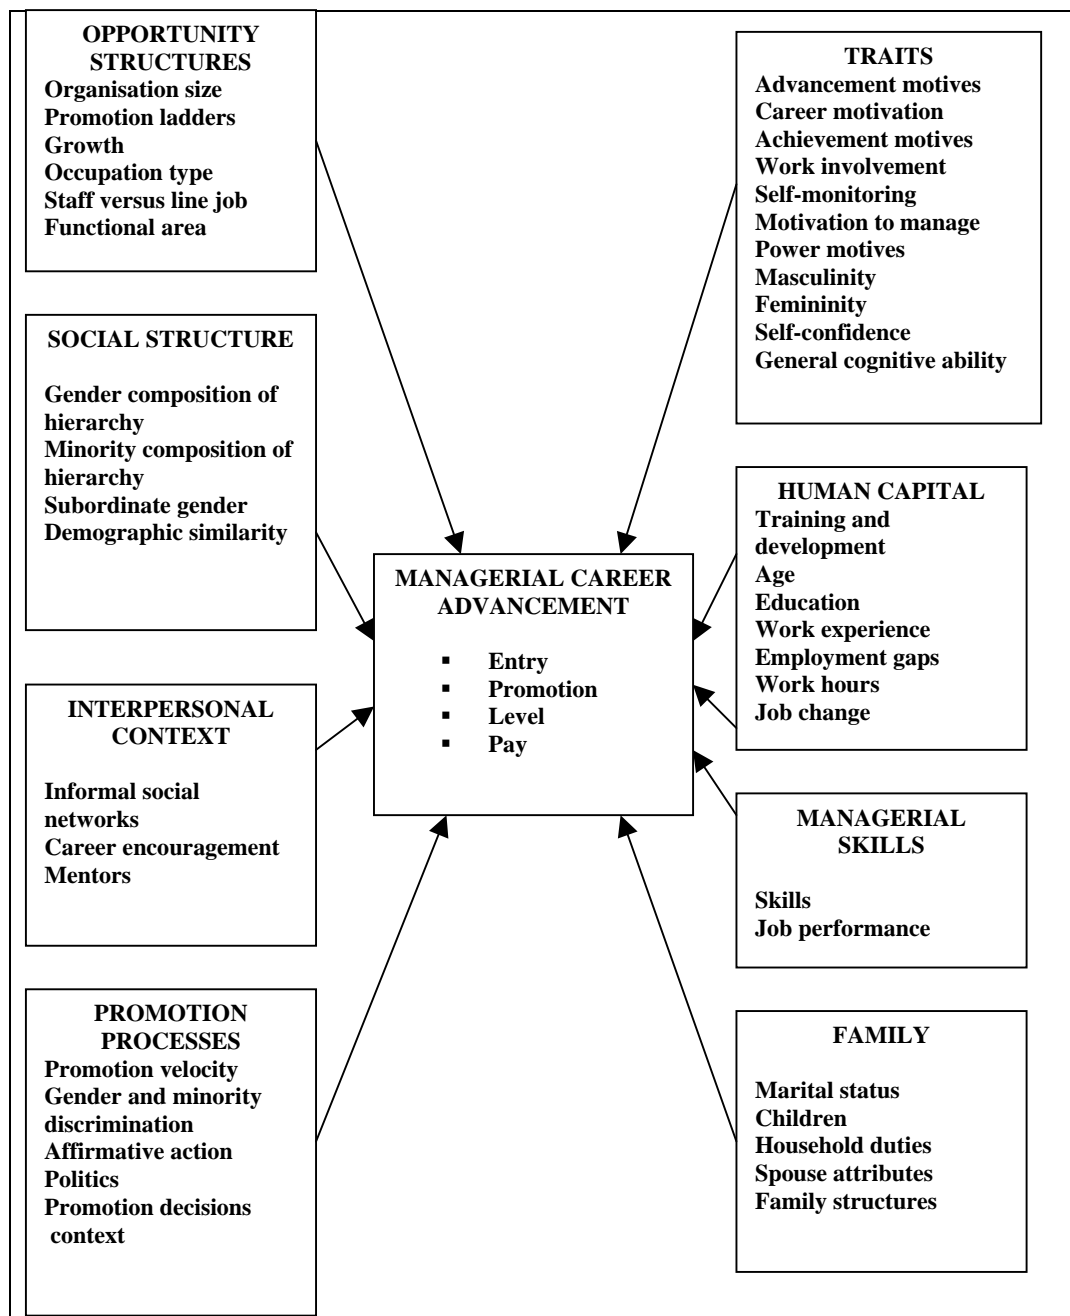 OPPORTUNITY
STRUCTURES
Organisation size
Promotion ladders
Growth
Occupation type
Staff versus line job
Functional area
SOCIAL STRUCTURE
Gender composition of
hierarchy
Minority composition of
hierarchy
Subordinate gender
Demographic similarity
INTERPERSONAL
CONTEXT
Informal social
networks
Career encouragement
Mentors
PROMOTION
PROCESSES
Promotion velocity
Gender and minority
discrimination
Affirmative action
Politics
Promotion decisions
context
MANAGERIAL CAREER
ADVANCEMENT
▪ Entry
▪ Promotion
▪ Level
▪ Pay
TRAITS
Advancement motives
Career motivation
Achievement motives
Work involvement
Self-monitoring
Motivation to manage
Power motives
Masculinity
Femininity
Self-confidence
General cognitive ability
HUMAN CAPITAL
Training and
development
Age
Education
Work experience
Employment gaps
Work hours
Job change
MANAGERIAL
SKILLS
Skills
Job performance
FAMILY
Marital status
Children
Household duties
Spouse attributes
Family structures